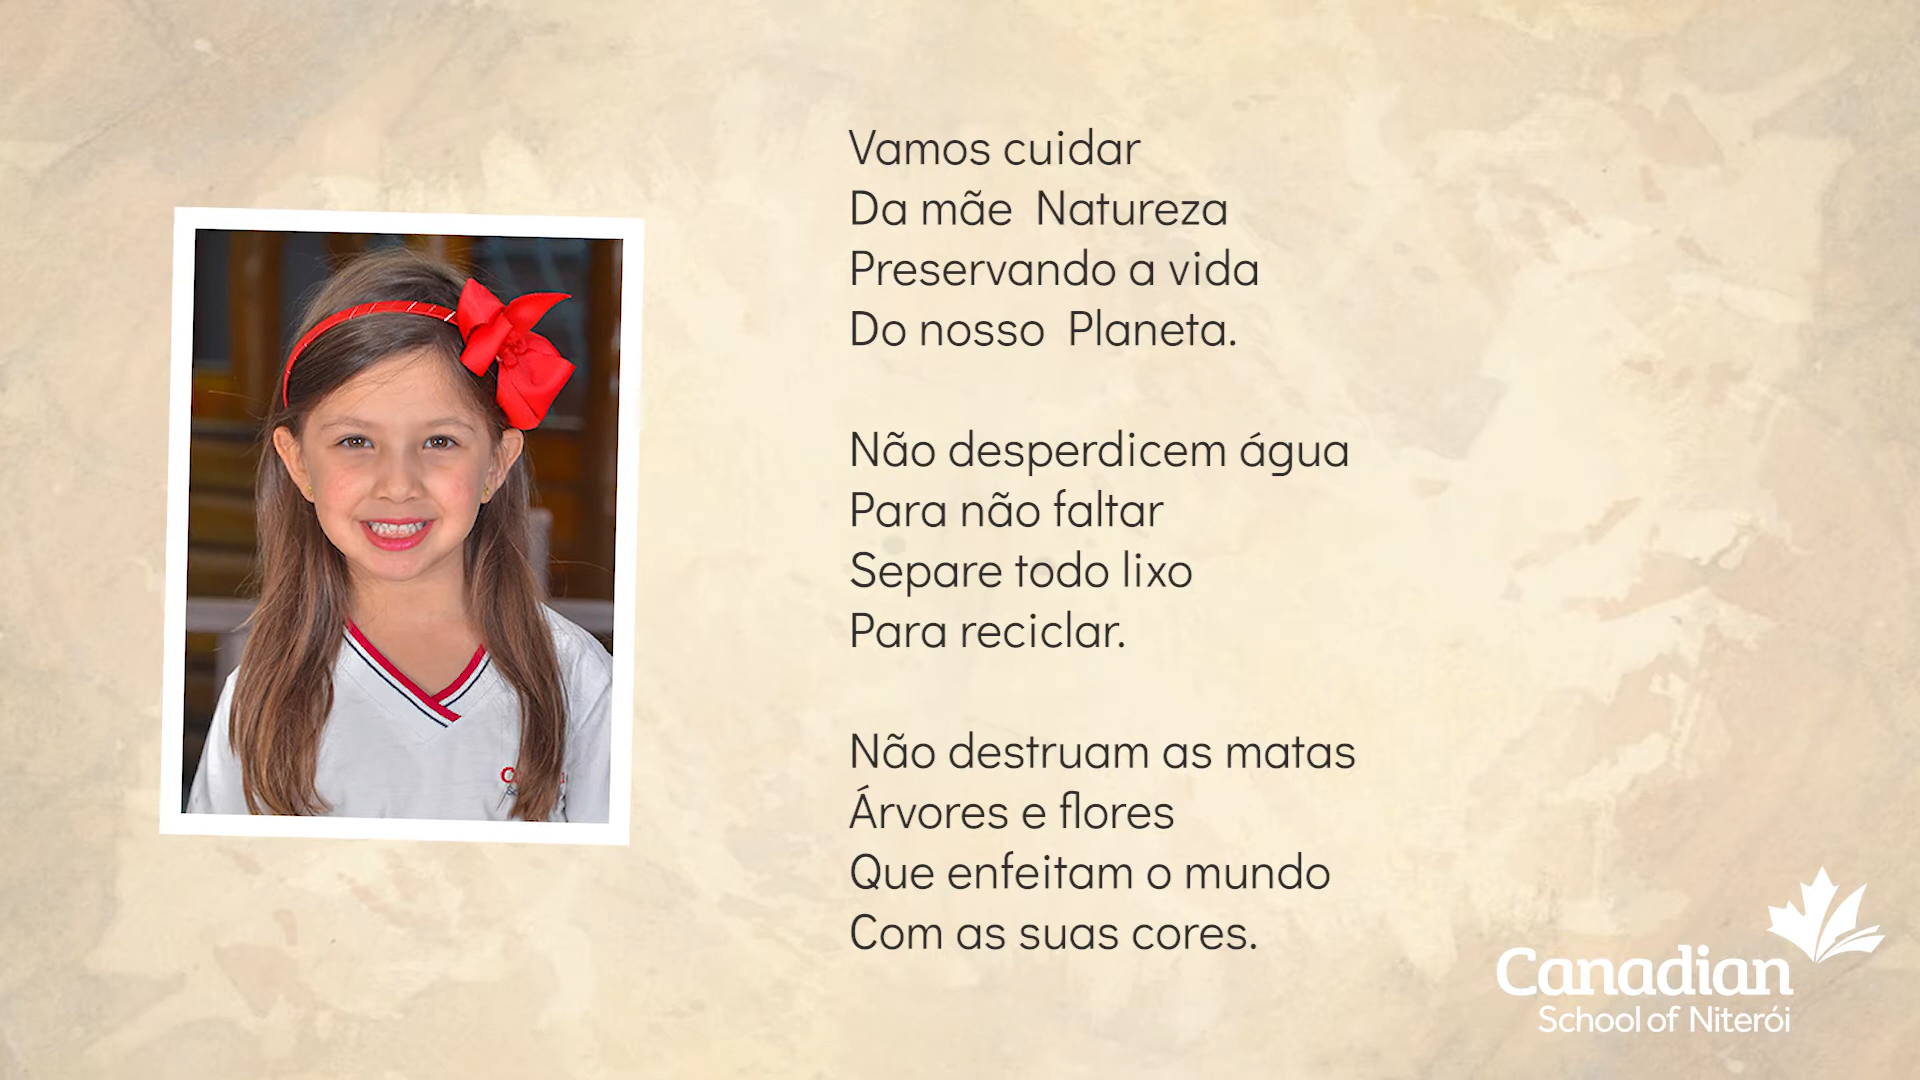 Vamos cuidar
Da mãe Natureza
Preservando a vida
Do nosso Planeta.
Não desperdicem água
Para não faltar
Separe todo lixo
Para reciclar.
Não destruam as matas
Árvores e flores
Que enfeitam o mundo
Com as suas cores.
Canadian
School of Niterói